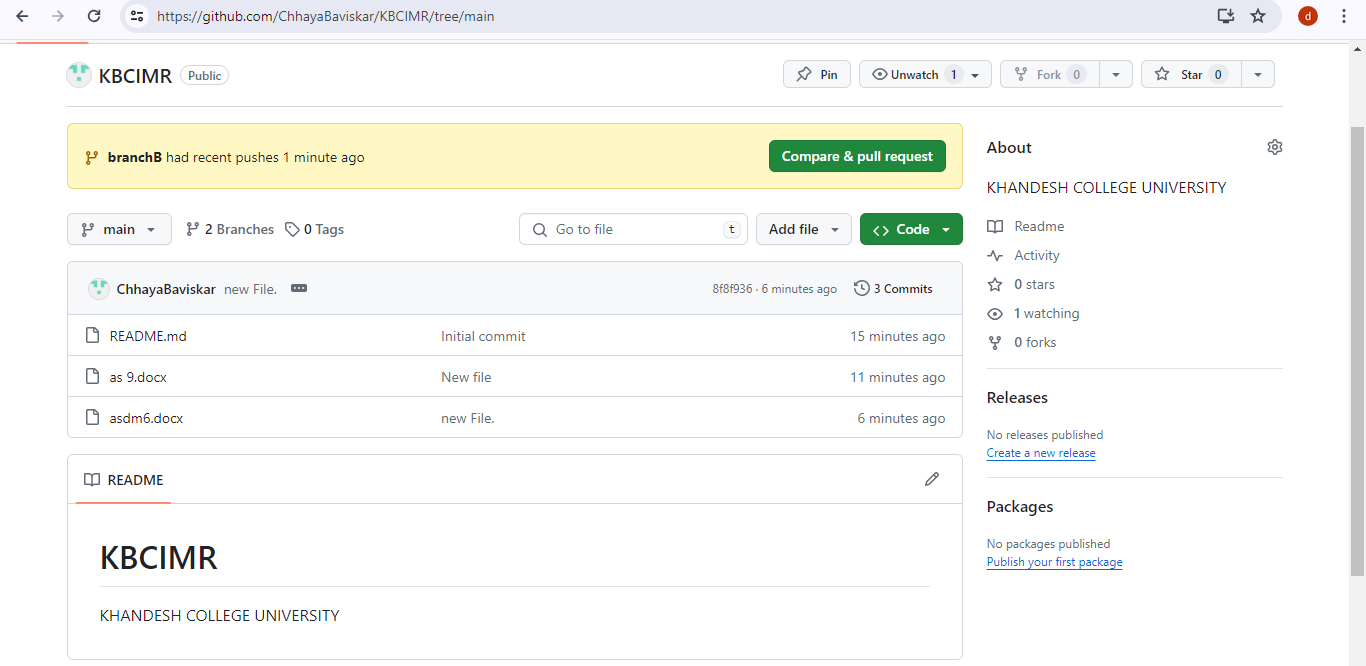 https://github.com/ChhayaBaviskar/KBCIMR/tree/main
d
KBCIMR Public
Pin
Unwatch 1
Fork 0
Star 0
branchB had recent pushes 1 minute ago
Compare & pull request
main
2 Branches
0 Tags
Go to file
t
Add file
Code
ChhayaBaviskar new File.
8f8f936 · 6 minutes ago
3 Commits
README.md Initial commit 15 minutes ago
as 9.docx New file 11 minutes ago
asdm6.docx new File. 6 minutes ago
README
KBCIMR
KHANDESH COLLEGE UNIVERSITY
About
KHANDESH COLLEGE UNIVERSITY
Readme
Activity
0 stars
1 watching
0 forks
Releases
No releases published
Create a new release
Packages
No packages published
Publish your first package